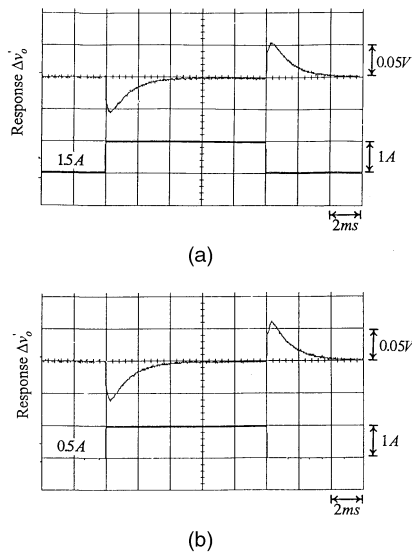 Response Δv'o
0.05V
1.5A
1A
2ms
(a)
Response Δv'o
0.05V
0.5A
1A
2ms
(b)